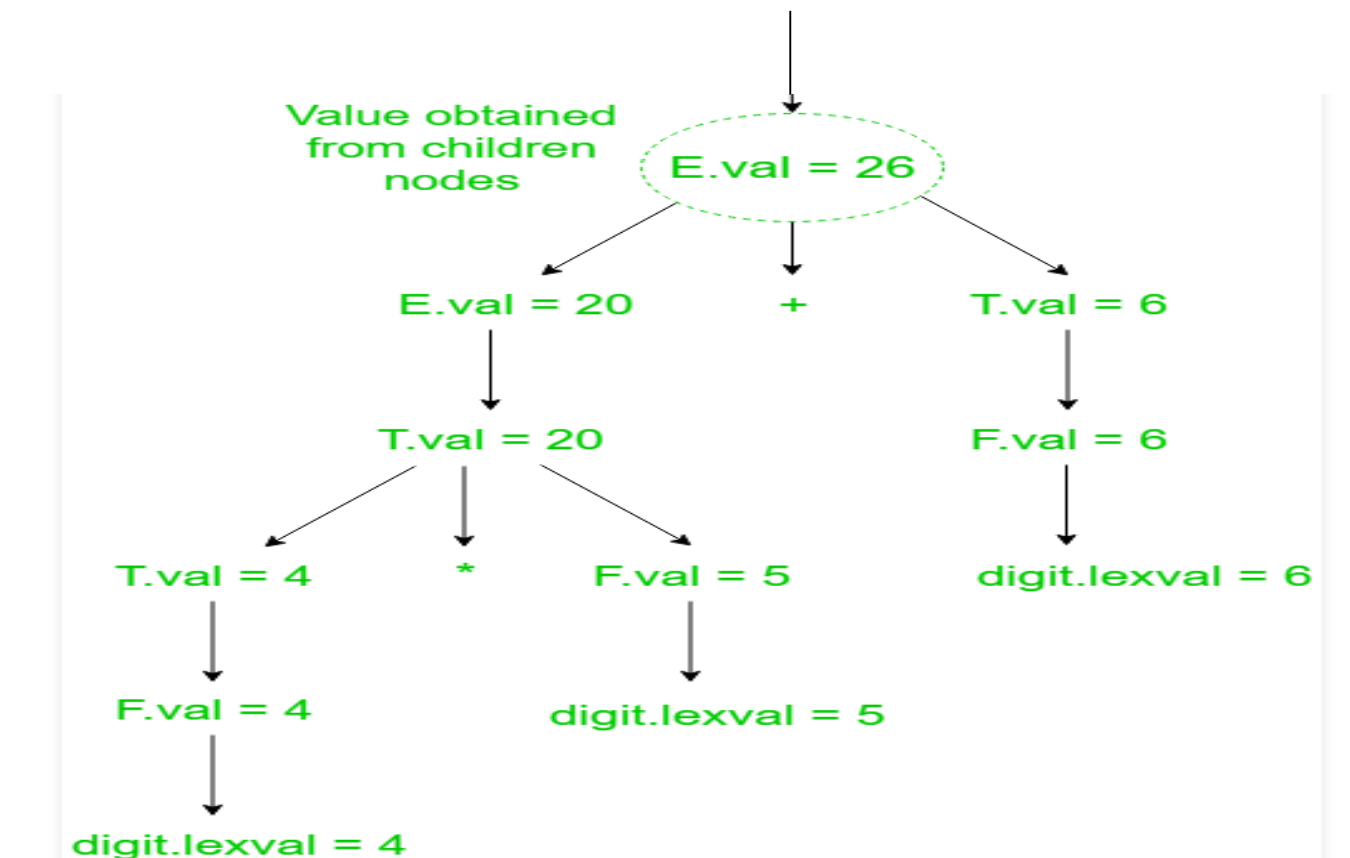 Value obtained
from children
nodes
E.val = 26
E.val = 20
+
T.val = 6
T.val = 20
F.val = 6
T.val = 4
*
F.val = 5
digit.lexval = 6
F.val = 4
digit.lexval = 5
digit.lexval = 4